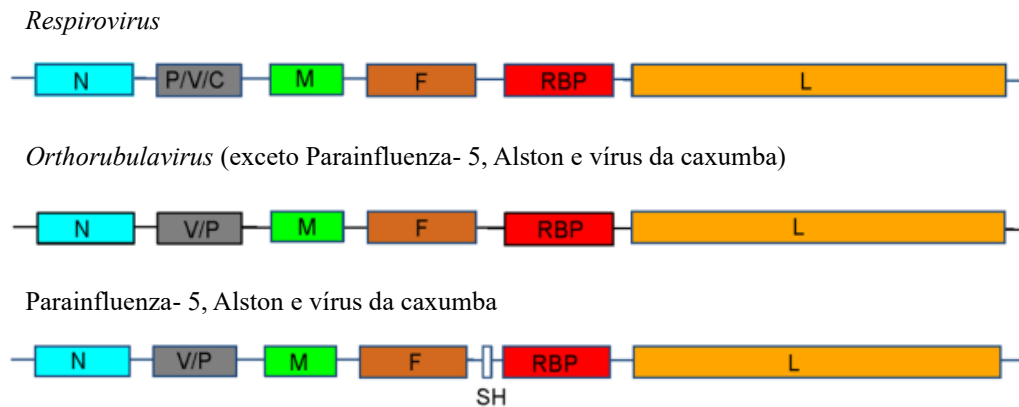 Respirovirus
N P/V/C M F RBP L
Orthorubulavirus (exceto Parainfluenza- 5, Alston e vírus da caxumba)
N V/P M F RBP L
Parainfluenza- 5, Alston e vírus da caxumba
N V/P M F RBP L
SH